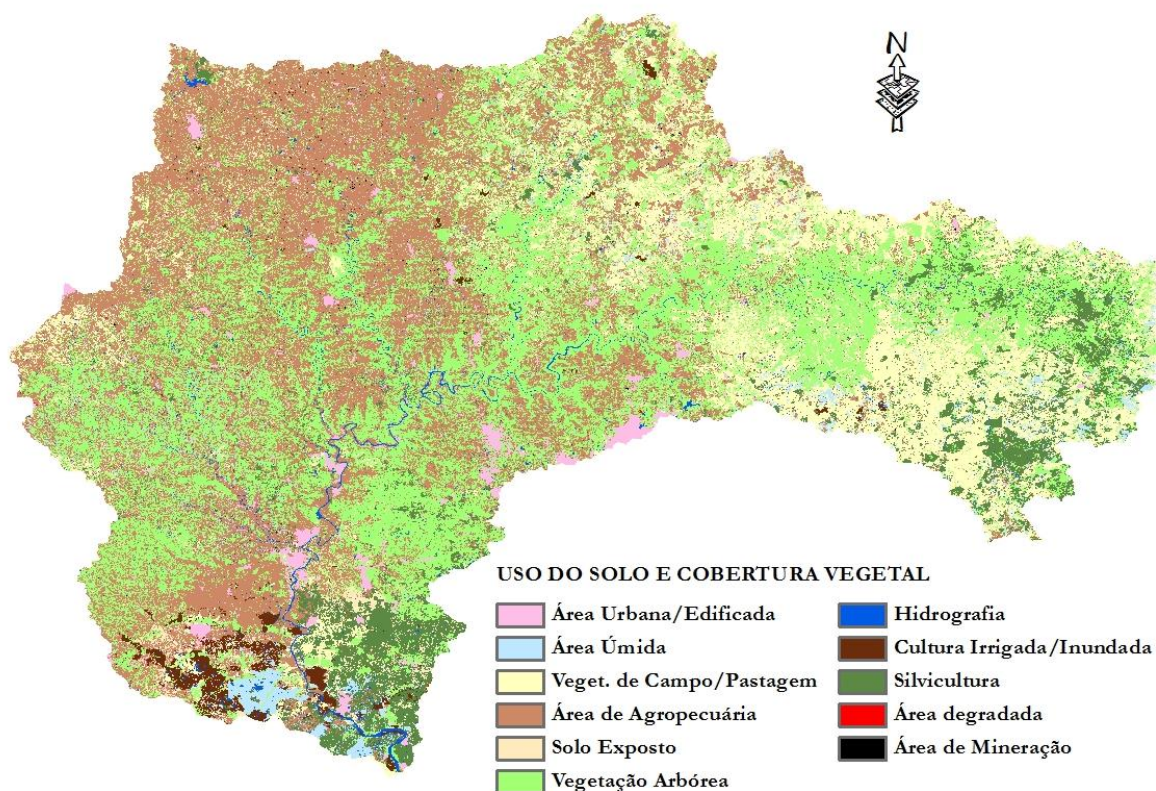 N
USO DO SOLO E COBERTURA VEGETAL
Área Urbana/Edificada
Área Úmida
Veget. de Campo/Pastagem
Área de Agropecuária
Solo Exposto
Vegetação Arbórea
Hidrografia
Cultura Irrigada/Inundada
Silvicultura
Área degradada
Área de Mineração